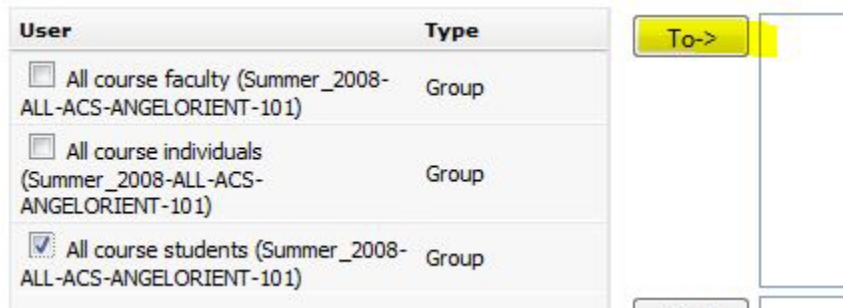 User Type
To->
All course faculty (Summer_2008-
ALL-ACS-ANGELORIENT-101)
Group
All course individuals
(Summer_2008-ALL-ACS-
ANGELORIENT-101)
Group
All course students (Summer_2008-
ALL-ACS-ANGELORIENT-101)
Group